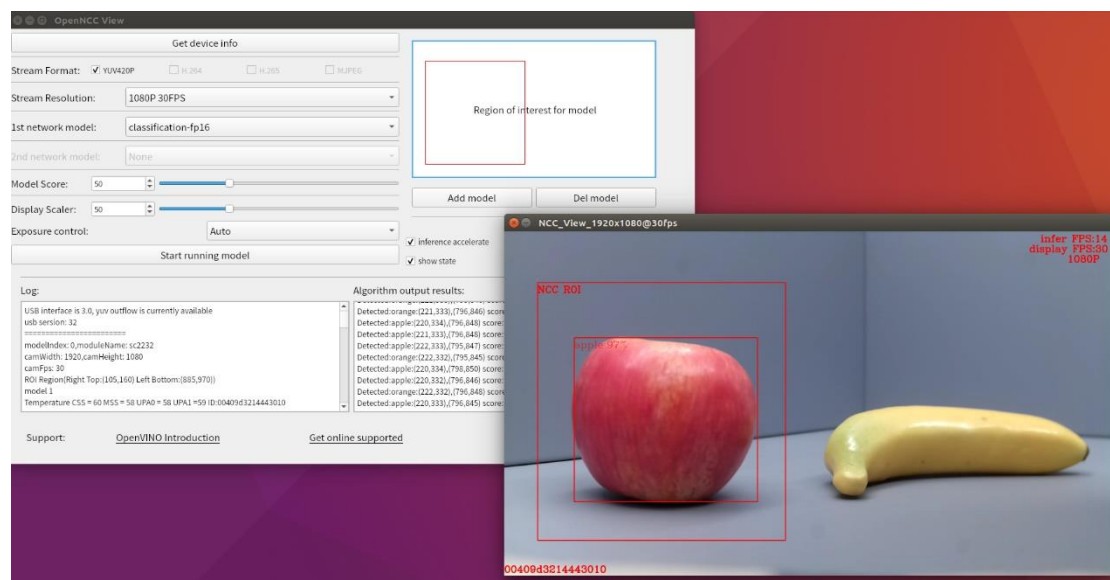 OpenNCC View
Get device info
Stream Format: YUV420P H.264 H.265 MJPEG
Stream Resolution: 1080P 30FPS
1st network model: classification-fp16
2nd network model: None
Model Score: 50
Display Scaler: 50
Exposure control: Auto
Start running model
Region of interest for model
Add model Del model
inference accelerate
show state
Log:
USB interface is 3.0, yuv outflow is currently available
usb session: 32
========================
modelIndex: 0,moduleName: sc2232
camWidth: 1920,camHeight: 1080
camFps: 30
ROI Region(Right Top:(105,160) Left Bottom:(885,970))
model 1
Temperature CSS = 60 MSS = 58 UPA0 = 58 UPA1 =59 ID:00409d3214443010
Algorithm output results:
Detected:orange:(221,333),(796,846) score:
Detected:apple:(220,334),(796,848) score:
Detected:apple:(221,333),(796,848) score:
Detected:apple:(221,333),(795,847) score:
Detected:orange:(222,332),(795,845) score:
Detected:apple:(220,334),(798,850) score:
Detected:apple:(220,332),(796,846) score:
Detected:orange:(222,332),(796,848) score:
Detected:apple:(220,333),(796,845) score:
Support: OpenVINO Introduction Get online supported
NCC_View_1920x1080@30fps
infer FPS:14
display FPS:30
1080P
NCC ROI
apple 97%
00409d3214443010